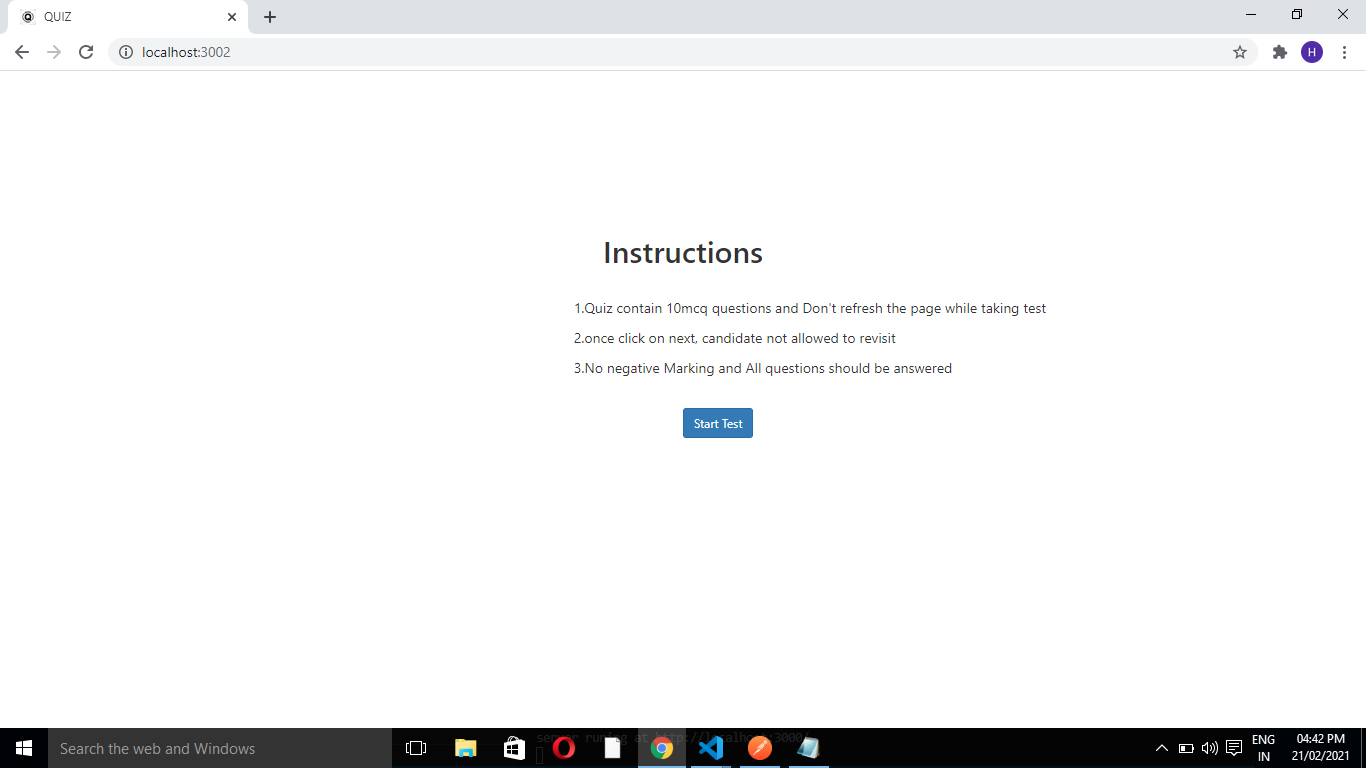 QUIZ
localhost:3002
H
Instructions
1.Quiz contain 10mcq questions and Don't refresh the page while taking test
2.once click on next, candidate not allowed to revisit
3.No negative Marking and All questions should be answered
Start Test
server runing at http://localhost:3000/
Search the web and Windows
ENG
IN
04:42 PM
21/02/2021